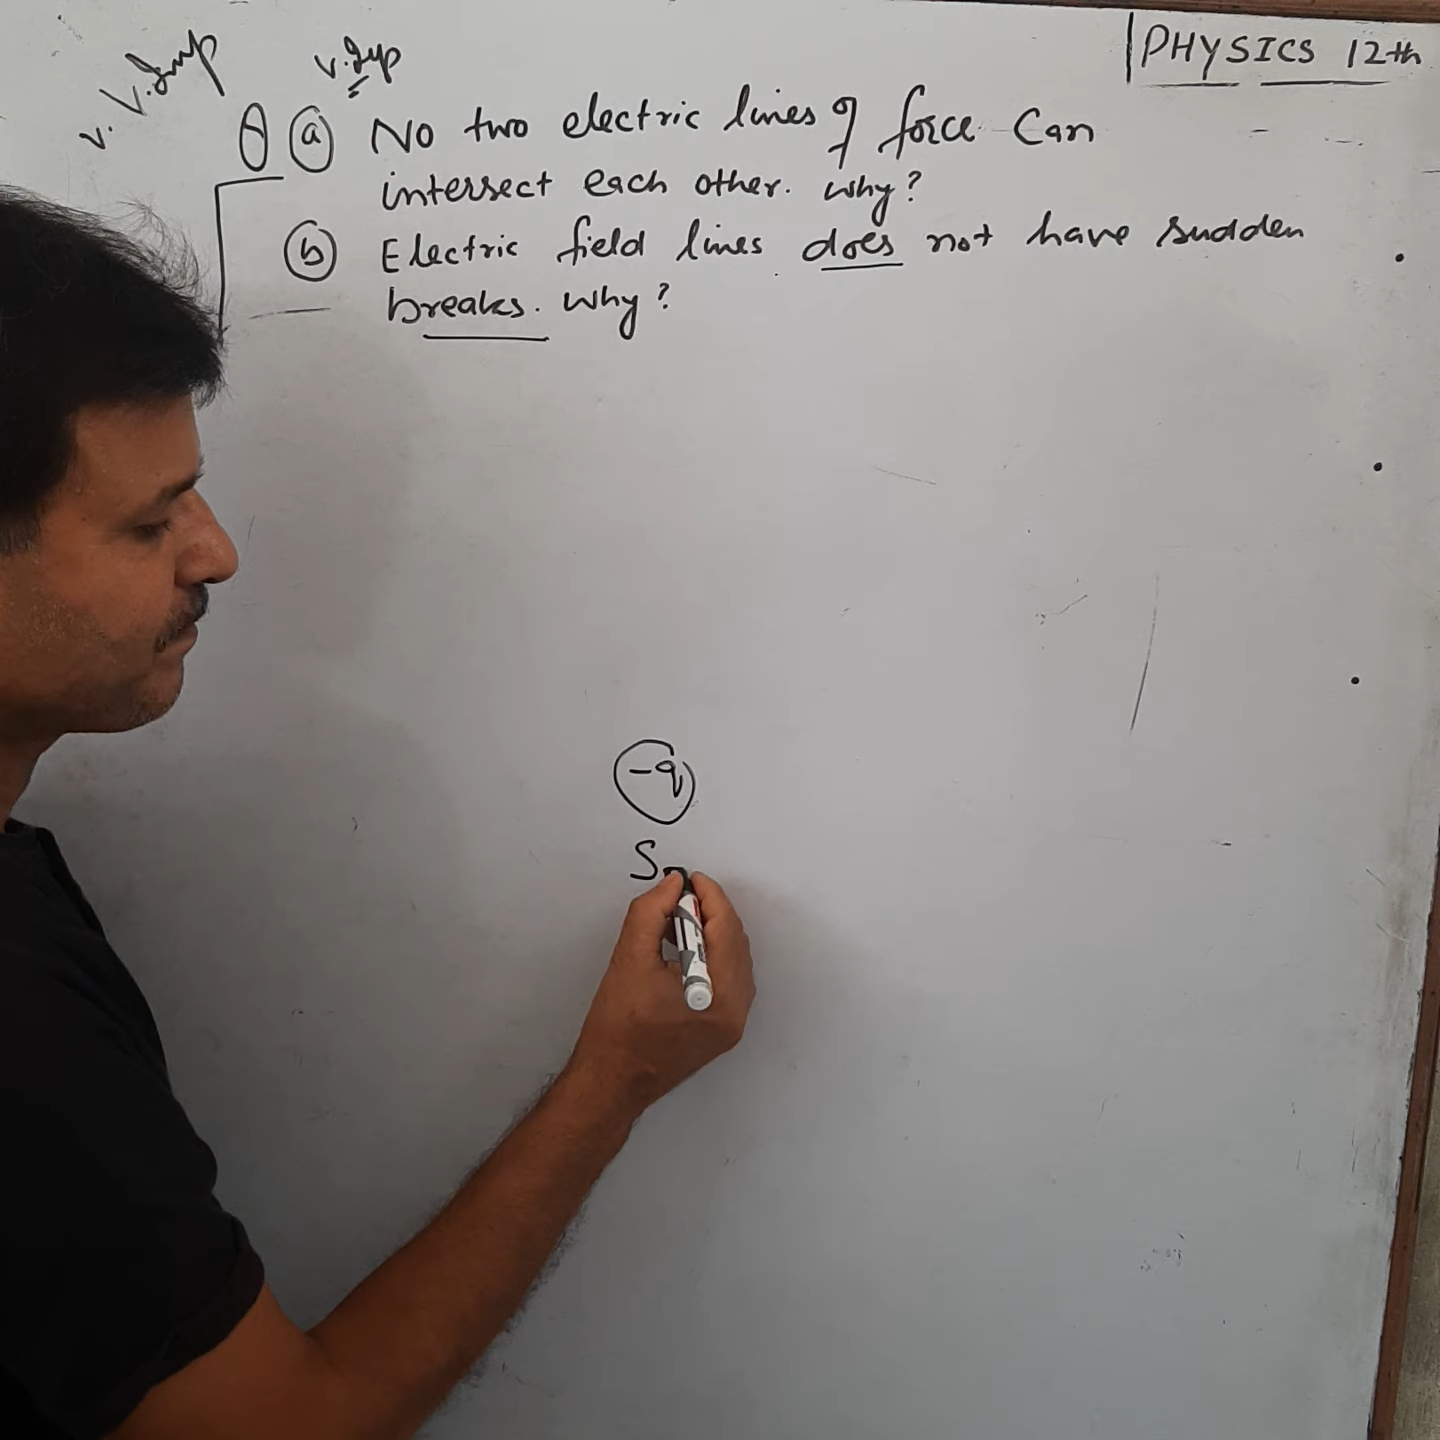 PHYSICS 12th
V. V. Imp
V. Imp
Q (a) No two electric lines of force can
intersect each other. why?
(b) Electric field lines does not have sudden
breaks. why?
-q
S